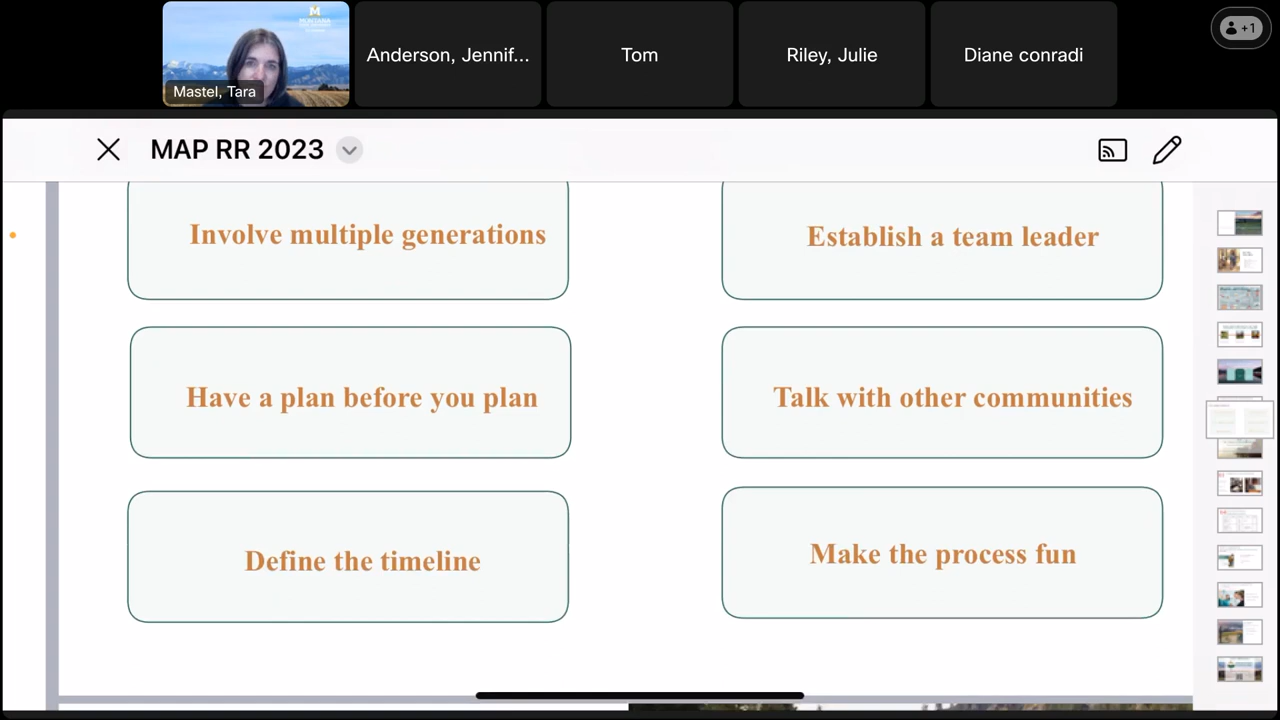 MONTANA
Mastel, Tara
Anderson, Jennif...
Tom
Riley, Julie
Diane conradi
+1
MAP RR 2023
Involve multiple generations
Establish a team leader
Have a plan before you plan
Talk with other communities
Define the timeline
Make the process fun